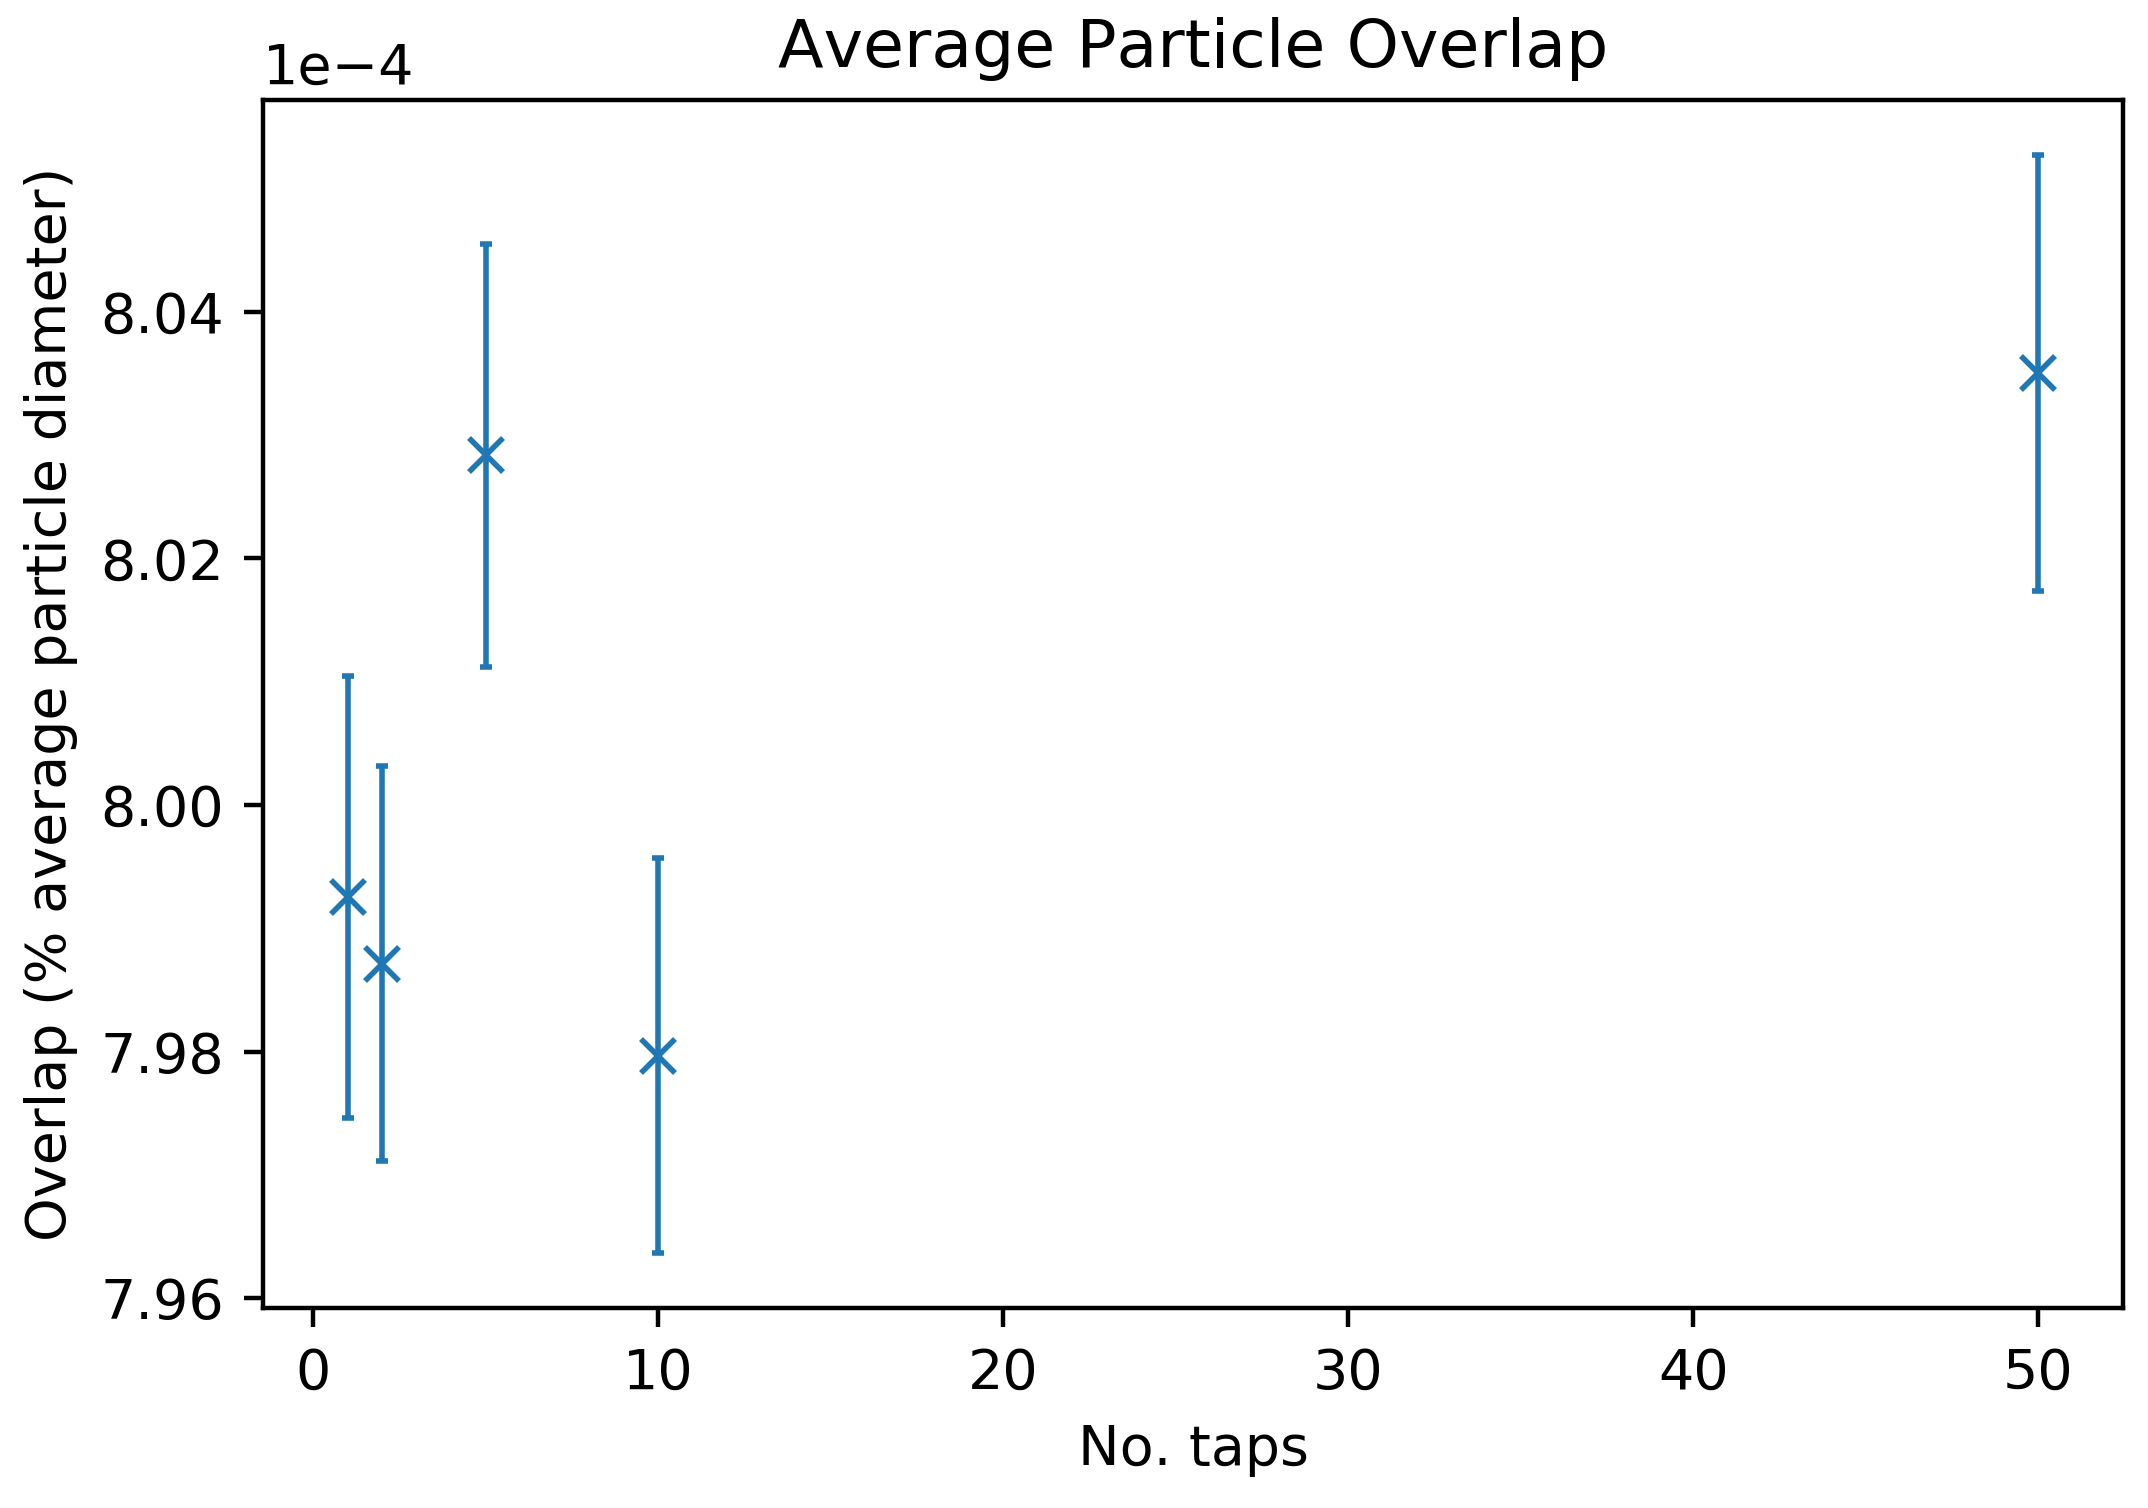 Average Particle Overlap
1e−4
Overlap (% average particle diameter)
8.04
8.02
8.00
7.98
7.96
0 10 20 30 40 50
No. taps